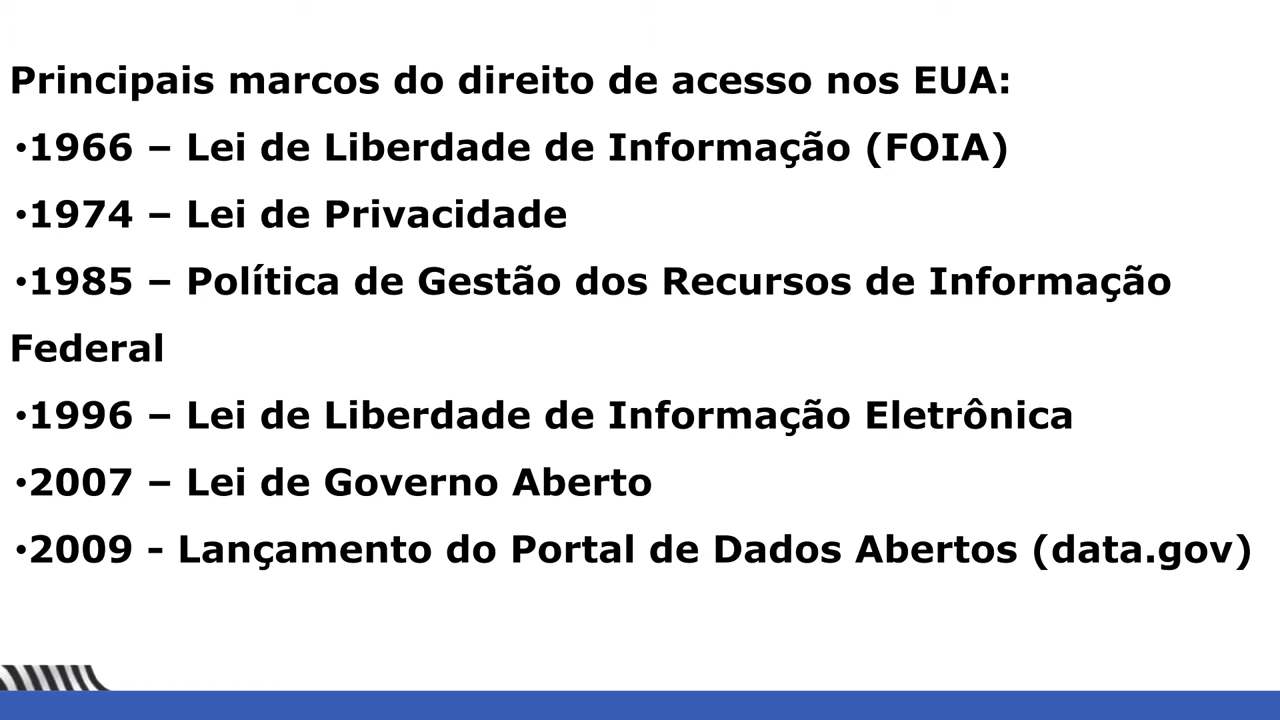 Principais marcos do direito de acesso nos EUA:
•1966 – Lei de Liberdade de Informação (FOIA)
•1974 – Lei de Privacidade
•1985 – Política de Gestão dos Recursos de Informação
Federal
•1996 – Lei de Liberdade de Informação Eletrônica
•2007 – Lei de Governo Aberto
•2009 - Lançamento do Portal de Dados Abertos (data.gov)